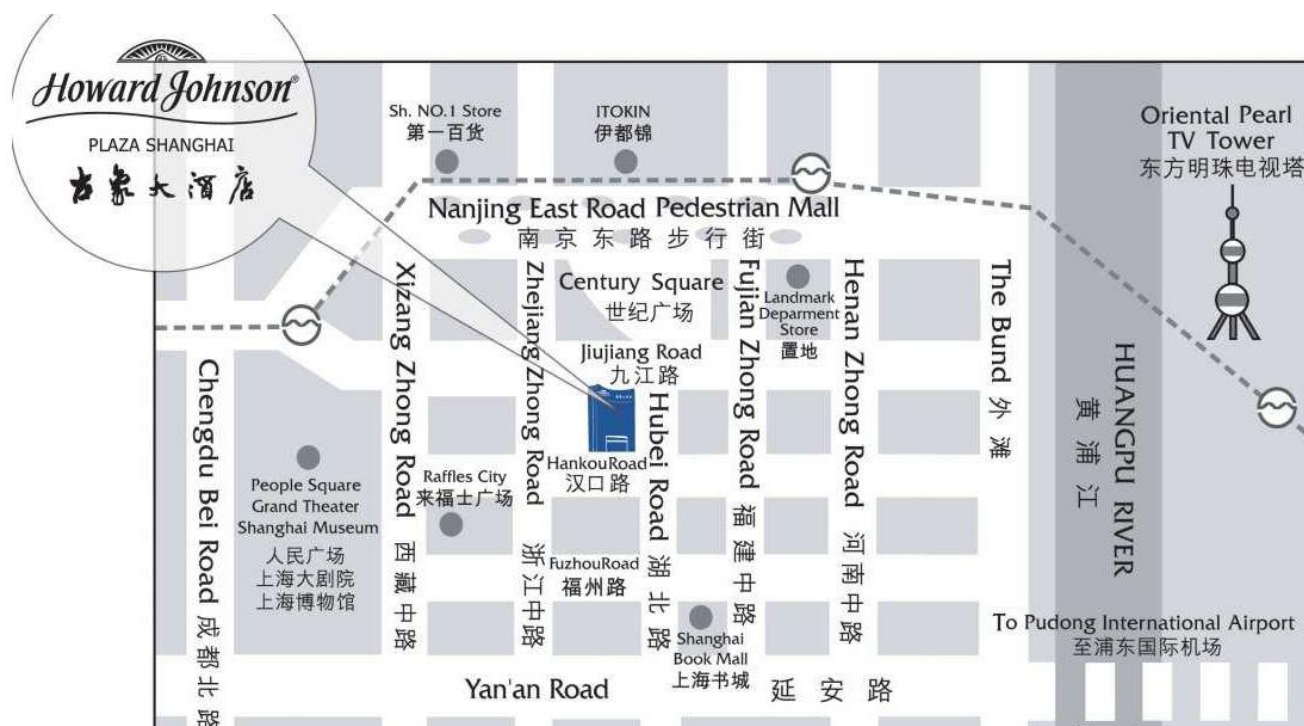 Howard Johnson®
PLAZA SHANGHAI
古象大酒店
Sh. NO.1 Store
第一百货
ITOKIN
伊都锦
Oriental Pearl
TV Tower
东方明珠电视塔
Nanjing East Road Pedestrian Mall
南京东路步行街
Century Square
世纪广场
Landmark
Deparment
Store
置地
Jiujiang Road
九江路
Chengdu Bei Road 成都北路
Xizang Zhong Road 西藏中路
Zhejiang Zhong Road 浙江中路
Hubei Road 湖北路
Fujian Zhong Road 福建中路
Henan Zhong Road 河南中路
The Bund 外滩
黄浦江
HUANGPU RIVER
HankouRoad
汉口路
People Square
Grand Theater
Shanghai Museum
人民广场
上海大剧院
上海博物馆
Raffles City
来福士广场
FuzhouRoad
福州路
Shanghai
Book Mall
上海书城
To Pudong International Airport
至浦东国际机场
Yan'an Road 延安路